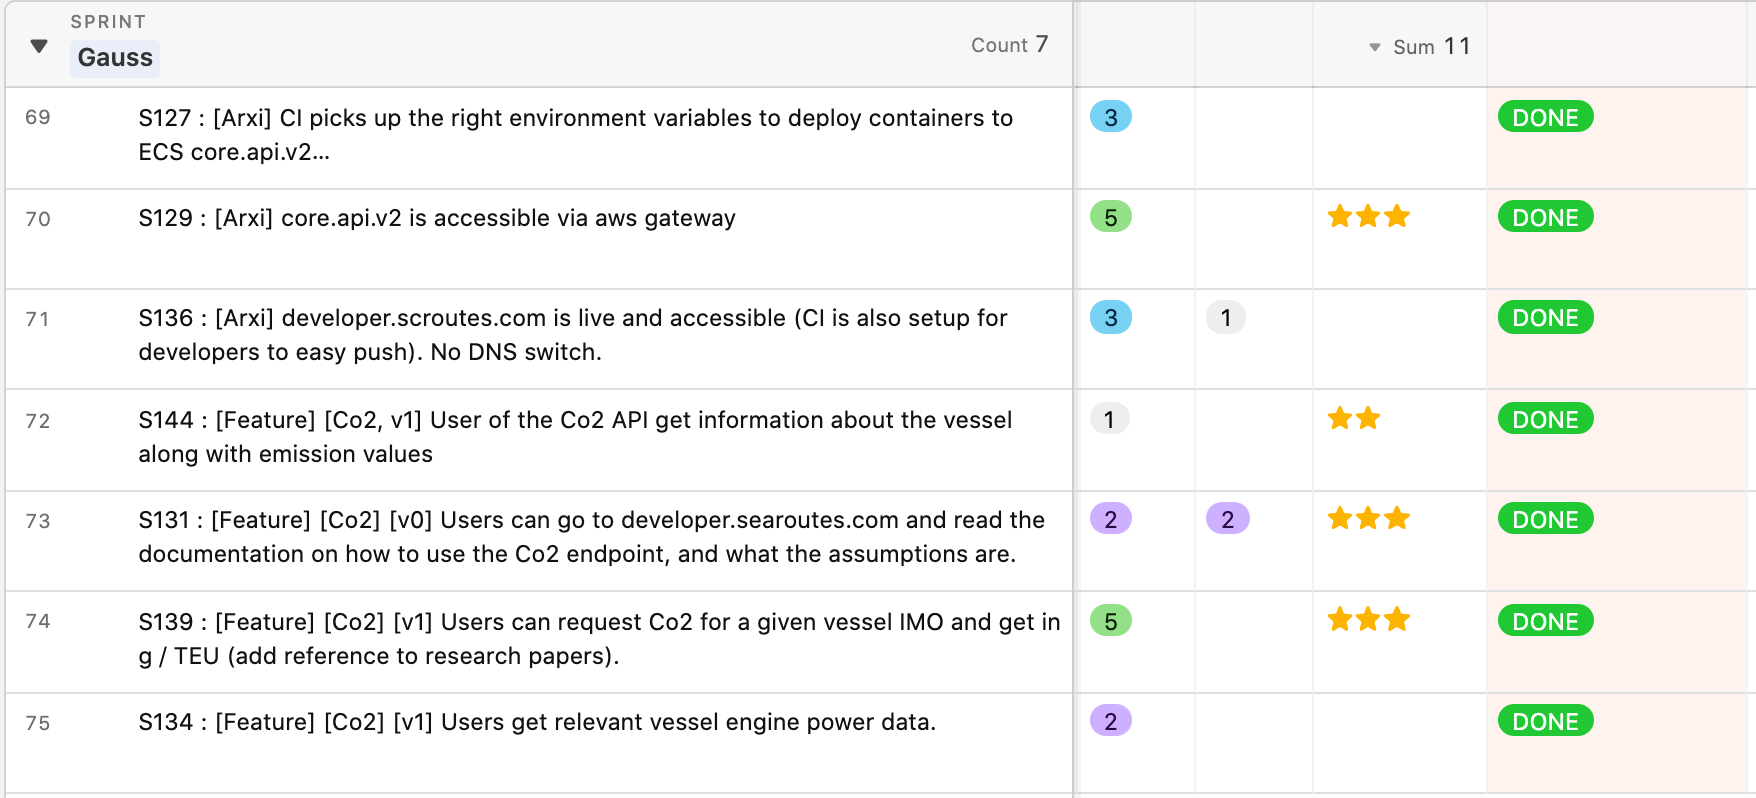 SPRINT
Gauss
Count 7
Sum 11
69
S127 : [Arxi] CI picks up the right environment variables to deploy containers to
ECS core.api.v2...
3
DONE
70
S129 : [Arxi] core.api.v2 is accessible via aws gateway
5
DONE
71
S136 : [Arxi] developer.scroutes.com is live and accessible (CI is also setup for
developers to easy push). No DNS switch.
3
1
DONE
72
S144 : [Feature] [Co2, v1] User of the Co2 API get information about the vessel
along with emission values
1
DONE
73
S131 : [Feature] [Co2] [v0] Users can go to developer.searoutes.com and read the
documentation on how to use the Co2 endpoint, and what the assumptions are.
2
2
DONE
74
S139 : [Feature] [Co2] [v1] Users can request Co2 for a given vessel IMO and get in
g / TEU (add reference to research papers).
5
DONE
75
S134 : [Feature] [Co2] [v1] Users get relevant vessel engine power data.
2
DONE